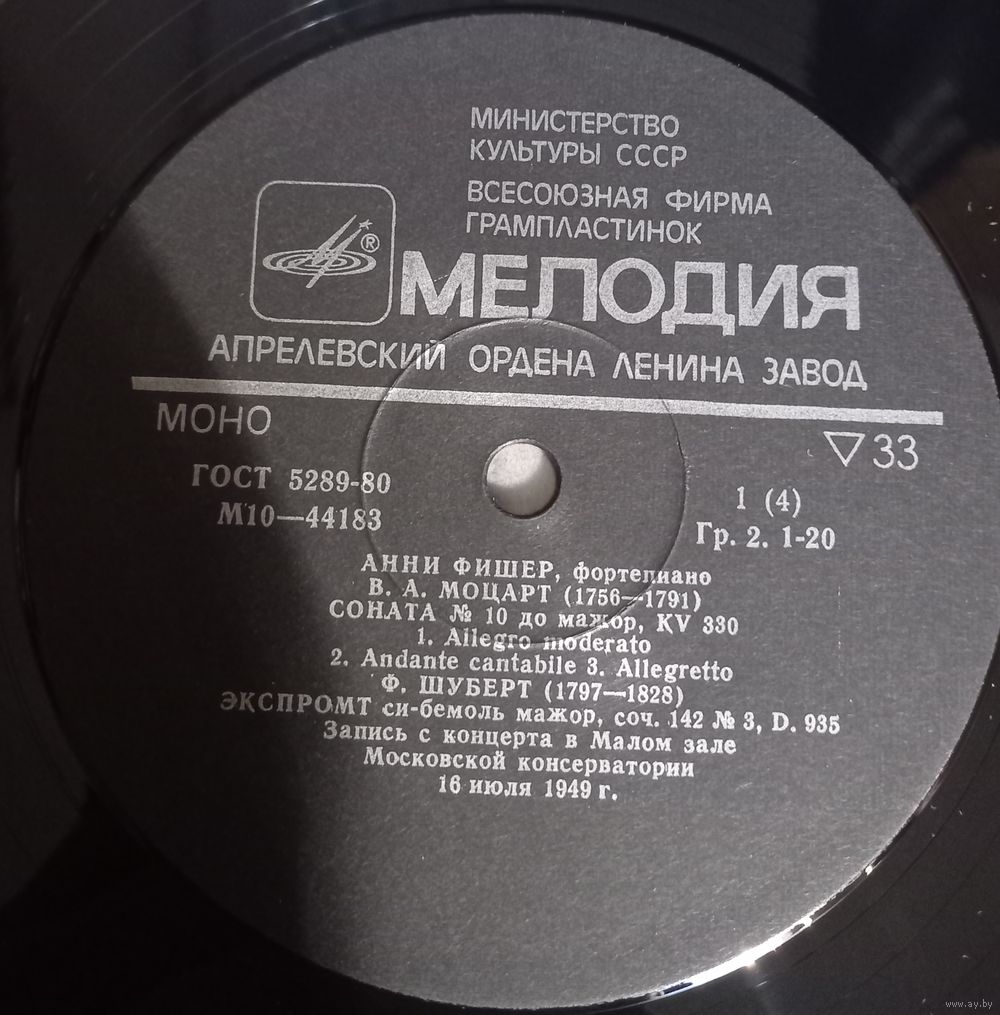 МИНИСТЕРСТВО
КУЛЬТУРЫ СССР
ВСЕСОЮЗНАЯ ФИРМА
ГРАМПЛАСТИНОК
®
МЕЛОДИЯ
АПРЕЛЕВСКИЙ ОРДЕНА ЛЕНИНА ЗАВОД
МОНО
▽33
ГОСТ 5289-80
М10—44183
1 (4)
Гр. 2. 1-20
АННИ ФИШЕР, фортепиано
В. А. МОЦАРТ (1756—1791)
СОНАТА № 10 до мажор, KV 330
1. Allegro moderato
2. Andante cantabile 3. Allegretto
Ф. ШУБЕРТ (1797—1828)
ЭКСПРОМТ си-бемоль мажор, соч. 142 № 3, D. 935
Запись с концерта в Малом зале
Московской консерватории
16 июля 1949 г.
www.ay.by